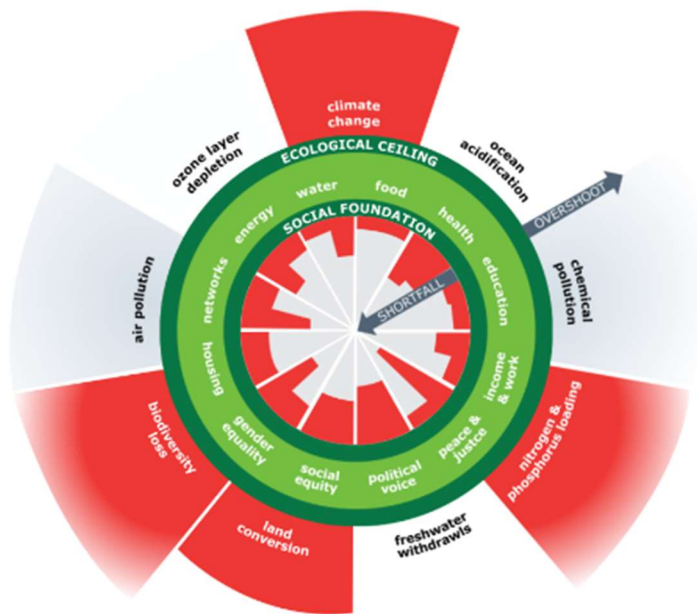 climate
change
ozone layer
depletion
ECOLOGICAL CEILING
ocean
acidification
water
food
energy
health
SOCIAL FOUNDATION
OVERSHOOT
SHORTFALL
air pollution
networks
education
chemical
pollution
housing
income
& work
biodiversity
loss
gender
equality
social
equity
political
voice
peace &
justce
nitrogen &
phosphorus loading
land
conversion
freshwater
withdrawls